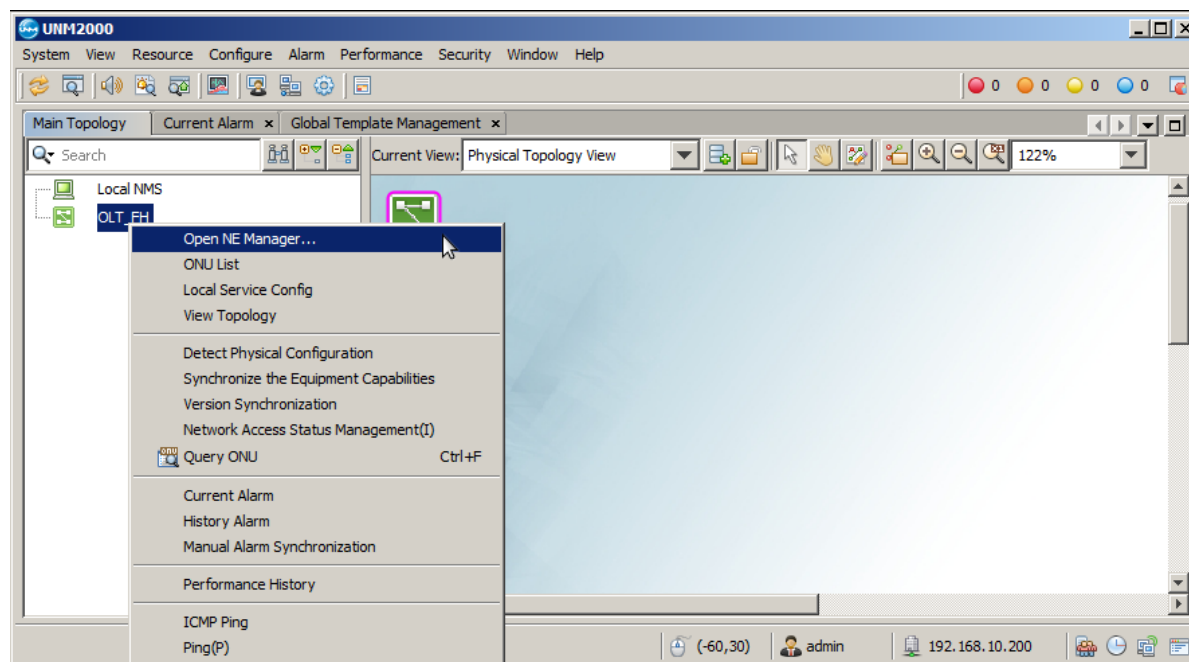 UNM2000
System View Resource Configure Alarm Performance Security Window Help
0 0 0 0
Main Topology Current Alarm × Global Template Management ×
Search Current View: Physical Topology View 122%
Local NMS
OLT_FH
Open NE Manager...
ONU List
Local Service Config
View Topology
Detect Physical Configuration
Synchronize the Equipment Capabilities
Version Synchronization
Network Access Status Management(I)
Query ONU Ctrl+F
Current Alarm
History Alarm
Manual Alarm Synchronization
Performance History
ICMP Ping
Ping(P)
(-60,30) admin 192.168.10.200